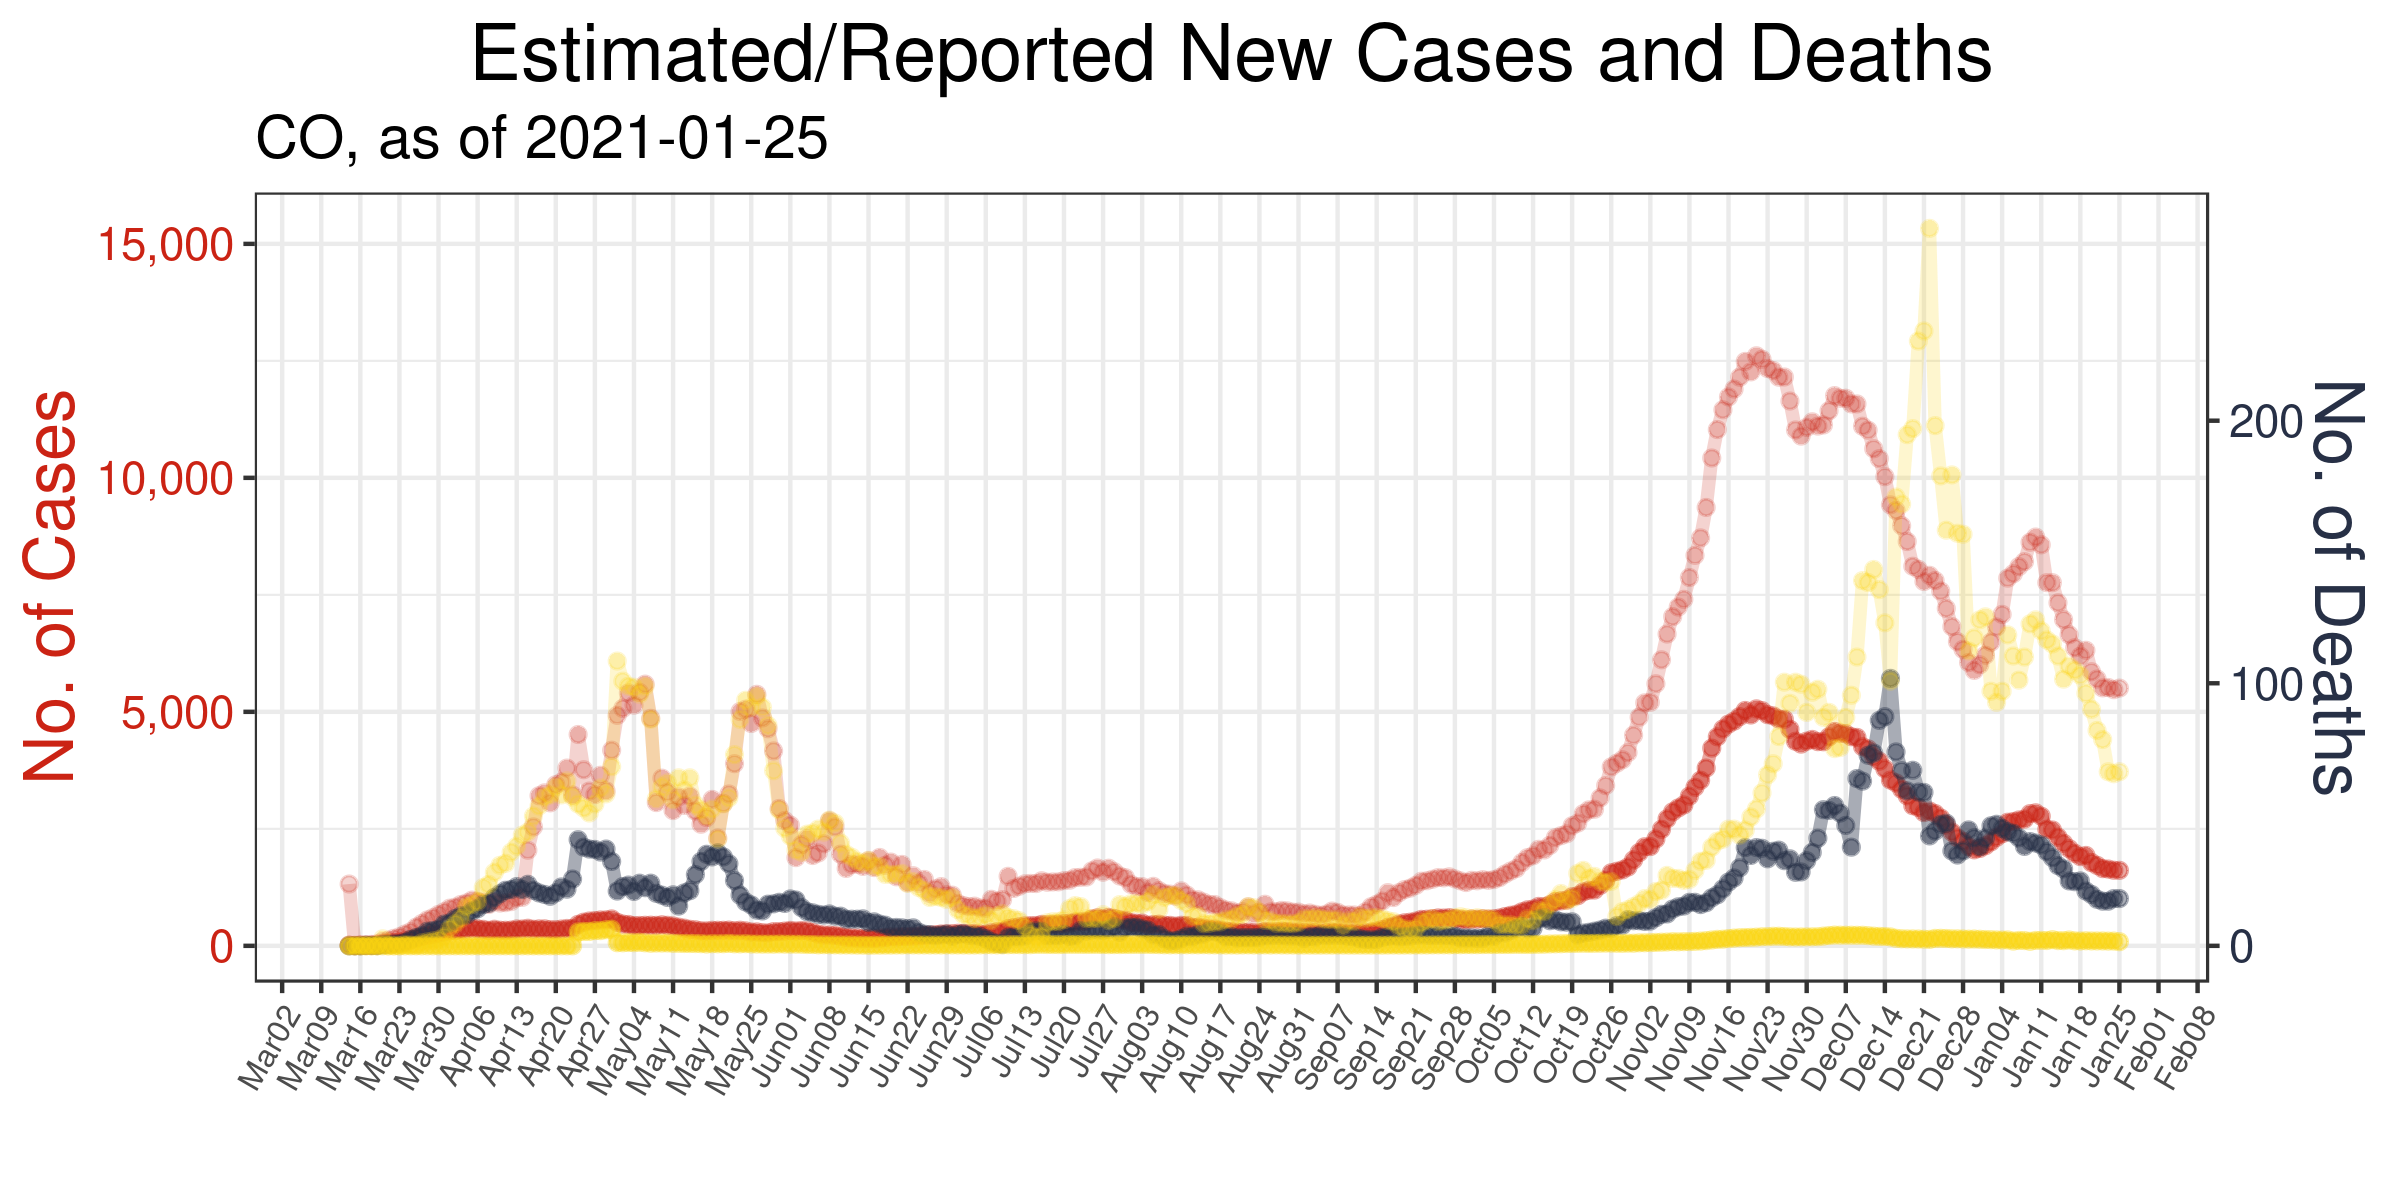 Estimated/Reported New Cases and Deaths
CO, as of 2021-01-25
No. of Cases
15,000
10,000
5,000
0
200
100
0
No. of Deaths
Mar02 Mar09 Mar16 Mar23 Mar30 Apr06 Apr13 Apr20 Apr27 May04 May11 May18 May25 Jun01 Jun08 Jun15 Jun22 Jun29 Jul06 Jul13 Jul20 Jul27 Aug03 Aug10 Aug17 Aug24 Aug31 Sep07 Sep14 Sep21 Sep28 Oct05 Oct12 Oct19 Oct26 Nov02 Nov09 Nov16 Nov23 Nov30 Dec07 Dec14 Dec21 Dec28 Jan04 Jan11 Jan18 Jan25 Feb01 Feb08